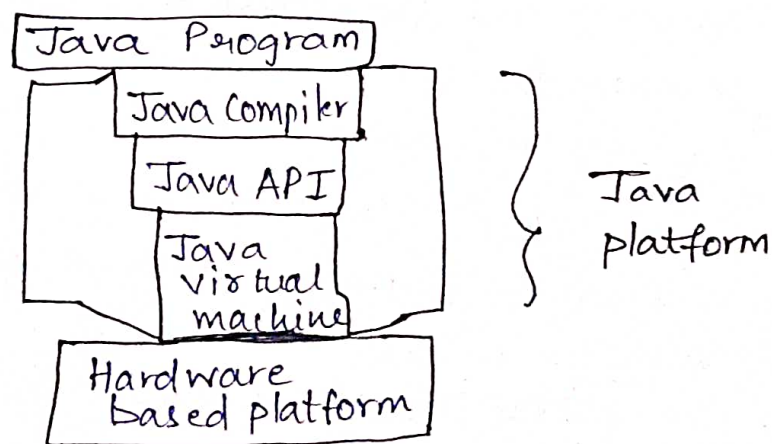 Java Program
Java Compiler
Java API
Java
virtual
machine
Java
platform
Hardware
based platform